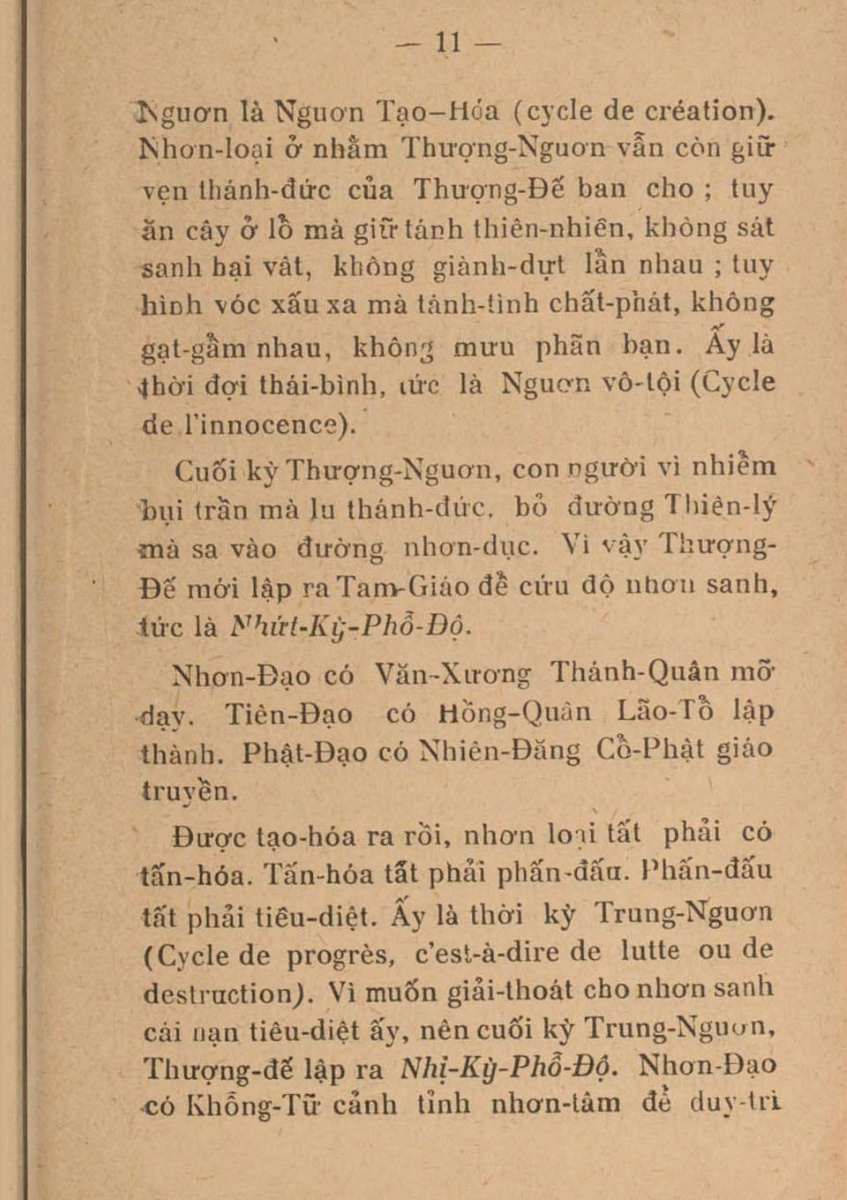 — 11 —
Nguơn là Nguơn Tạo-Hóa (cycle de création).
Nhơn-loại ở nhằm Thượng-Nguơn vẫn còn giữ
vẹn thánh-đức của Thượng-Đế ban cho ; tuy
ăn cây ở lỗ mà giữ tánh thiên-nhiên, không sát
sanh hại vật, không giành-dựt lẫn nhau ; tuy
hình vóc xấu xa mà tánh-tình chất-phát, không
gạt-gẫm nhau, không mưu phản bạn. Ấy là
thời đợi thái-bình, tức là Nguơn vô-tội (Cycle
de l'innocence).
Cuối kỳ Thượng-Nguơn, con người vì nhiễm
bụi trần mà lu thánh-đức, bỏ đường Thiên-lý
mà sa vào đường nhơn-dục. Vì vậy Thượng-
Đế mới lập ra Tam-Giáo để cứu độ nhơn sanh,
tức là Nhứt-Kỳ-Phổ-Độ.
Nhơn-Đạo có Văn-Xương Thánh-Quân mở
dạy. Tiên-Đạo có Hồng-Quân Lão-Tổ lập
thành. Phật-Đạo có Nhiên-Đăng Cổ-Phật giáo
truyền.
Được tạo-hóa ra rồi, nhơn loại tất phải có
tấn-hóa. Tấn-hóa tất phải phấn-đấu. Phấn-đấu
tất phải tiêu-diệt. Ấy là thời kỳ Trung-Nguơn
(Cycle de progrès, c'est-à-dire de lutte ou de
destruction). Vì muốn giải-thoát cho nhơn sanh
cái nạn tiêu-diệt ấy, nên cuối kỳ Trung-Nguơn,
Thượng-đế lập ra Nhị-Kỳ-Phổ-Độ. Nhơn-Đạo
có Khổng-Tử cảnh tỉnh nhơn-tâm để duy-trì